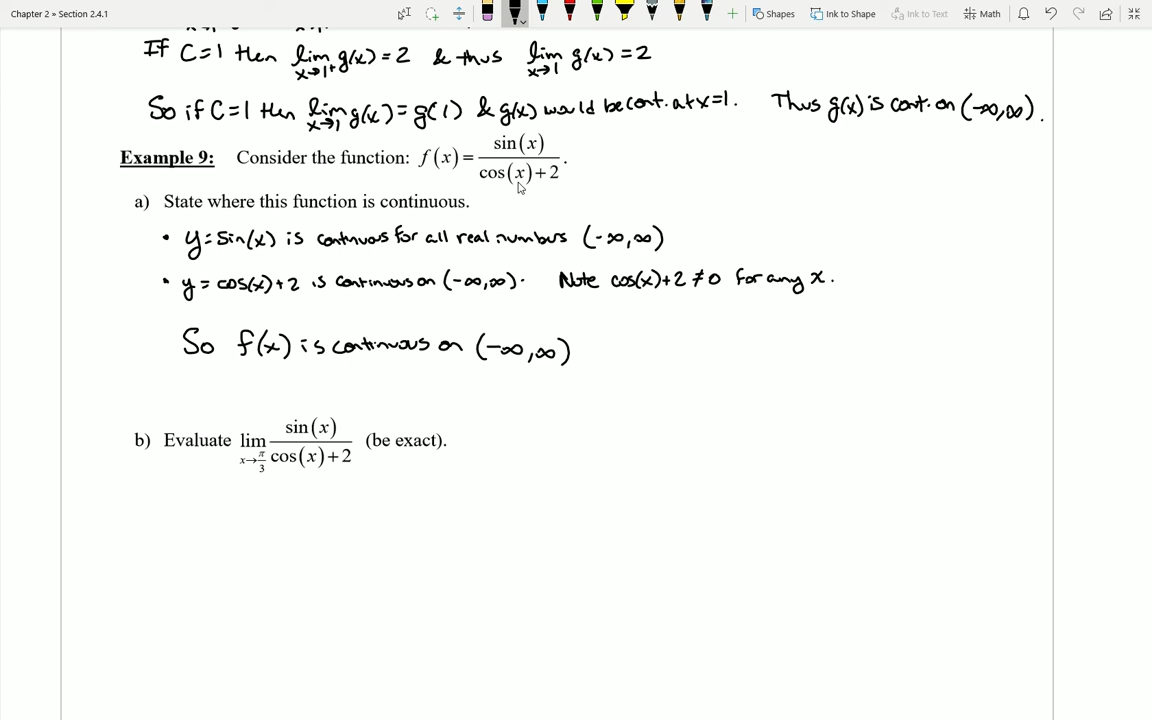 Chapter 2 » Section 2.4.1
Shapes Ink to Shape Ink to Text Math
If C=1 then lim x→1⁺ g(x)=2 & thus lim x→1 g(x)=2
So if C=1 then lim x→1 g(x)=g(1) & g(x) would be cont. at x=1. Thus g(x) is cont. on (-∞,∞).
Example 9: Consider the function: f(x)= sin(x) / cos(x)+2 .
a) State where this function is continuous.
• y=sin(x) is continuous for all real numbers (-∞,∞)
• y=cos(x)+2 is continuous on (-∞,∞). Note cos(x)+2≠0 for any x.
So f(x) is continuous on (-∞,∞)
b) Evaluate lim x→π/3 sin(x) / cos(x)+2 (be exact).